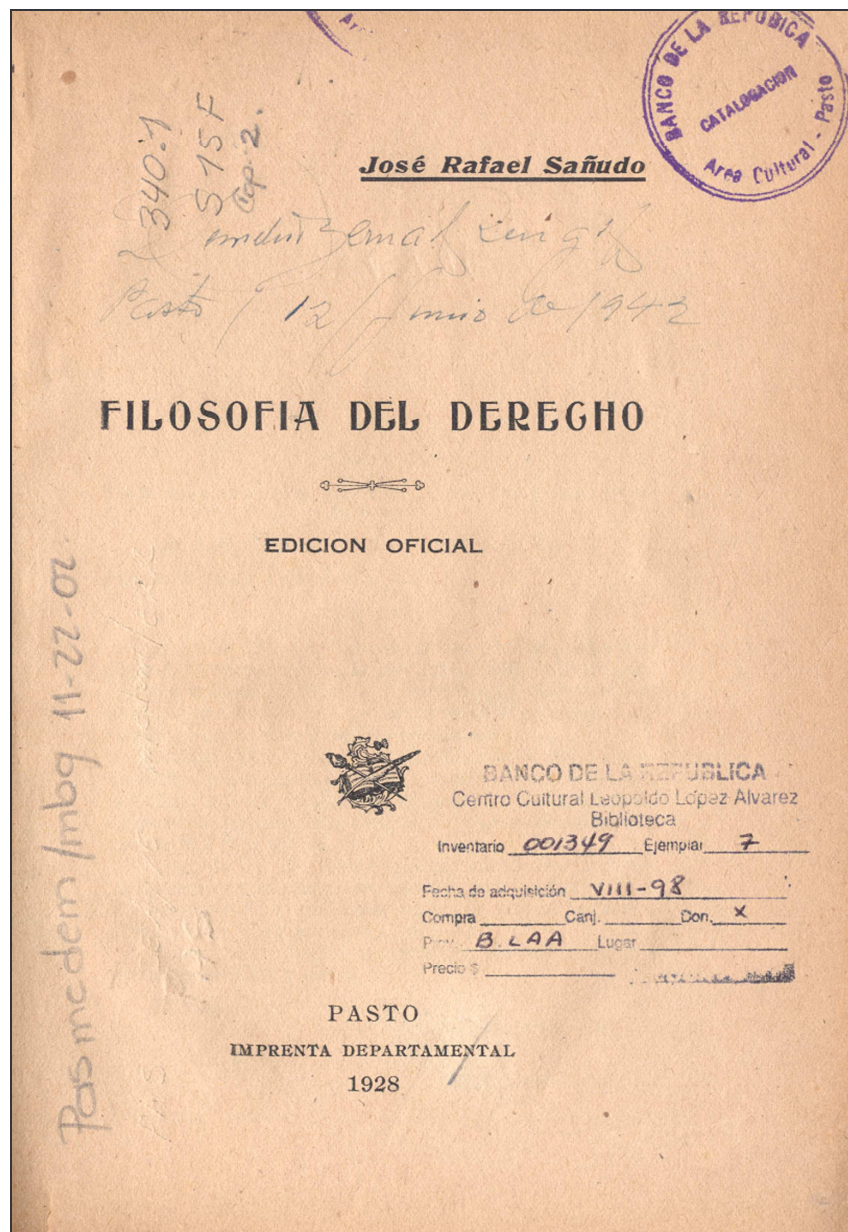 BANCO DE LA REPUBICA
CATALOGACION
Area Cultural - Pasto
340.1
S15F
Cop 2.
José Rafael Sañudo
Pasto 12 Junio de 1942
FILOSOFIA DEL DERECHO
EDICION OFICIAL
Pasmcdem/mbg 11-22-02
BANCO DE LA REPUBLICA
Centro Cultural Leopoldo López Alvarez
Biblioteca
Inventario 001349 Ejemplar 7
Fecha de adquisición VIII-98
Compra Canj. Don. X
B. LAA Lugar
Precio $
PASTO
IMPRENTA DEPARTAMENTAL
1928